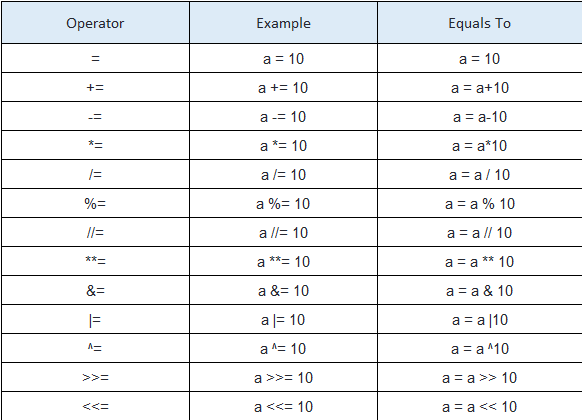 Operator Example Equals To
= a = 10 a = 10
+= a += 10 a = a+10
-= a -= 10 a = a-10
*= a *= 10 a = a*10
/= a /= 10 a = a / 10
%= a %= 10 a = a % 10
//= a //= 10 a = a // 10
**= a **= 10 a = a ** 10
&= a &= 10 a = a & 10
|= a |= 10 a = a |10
^= a ^= 10 a = a ^10
>>= a >>= 10 a = a >> 10
<<= a <<= 10 a = a << 10